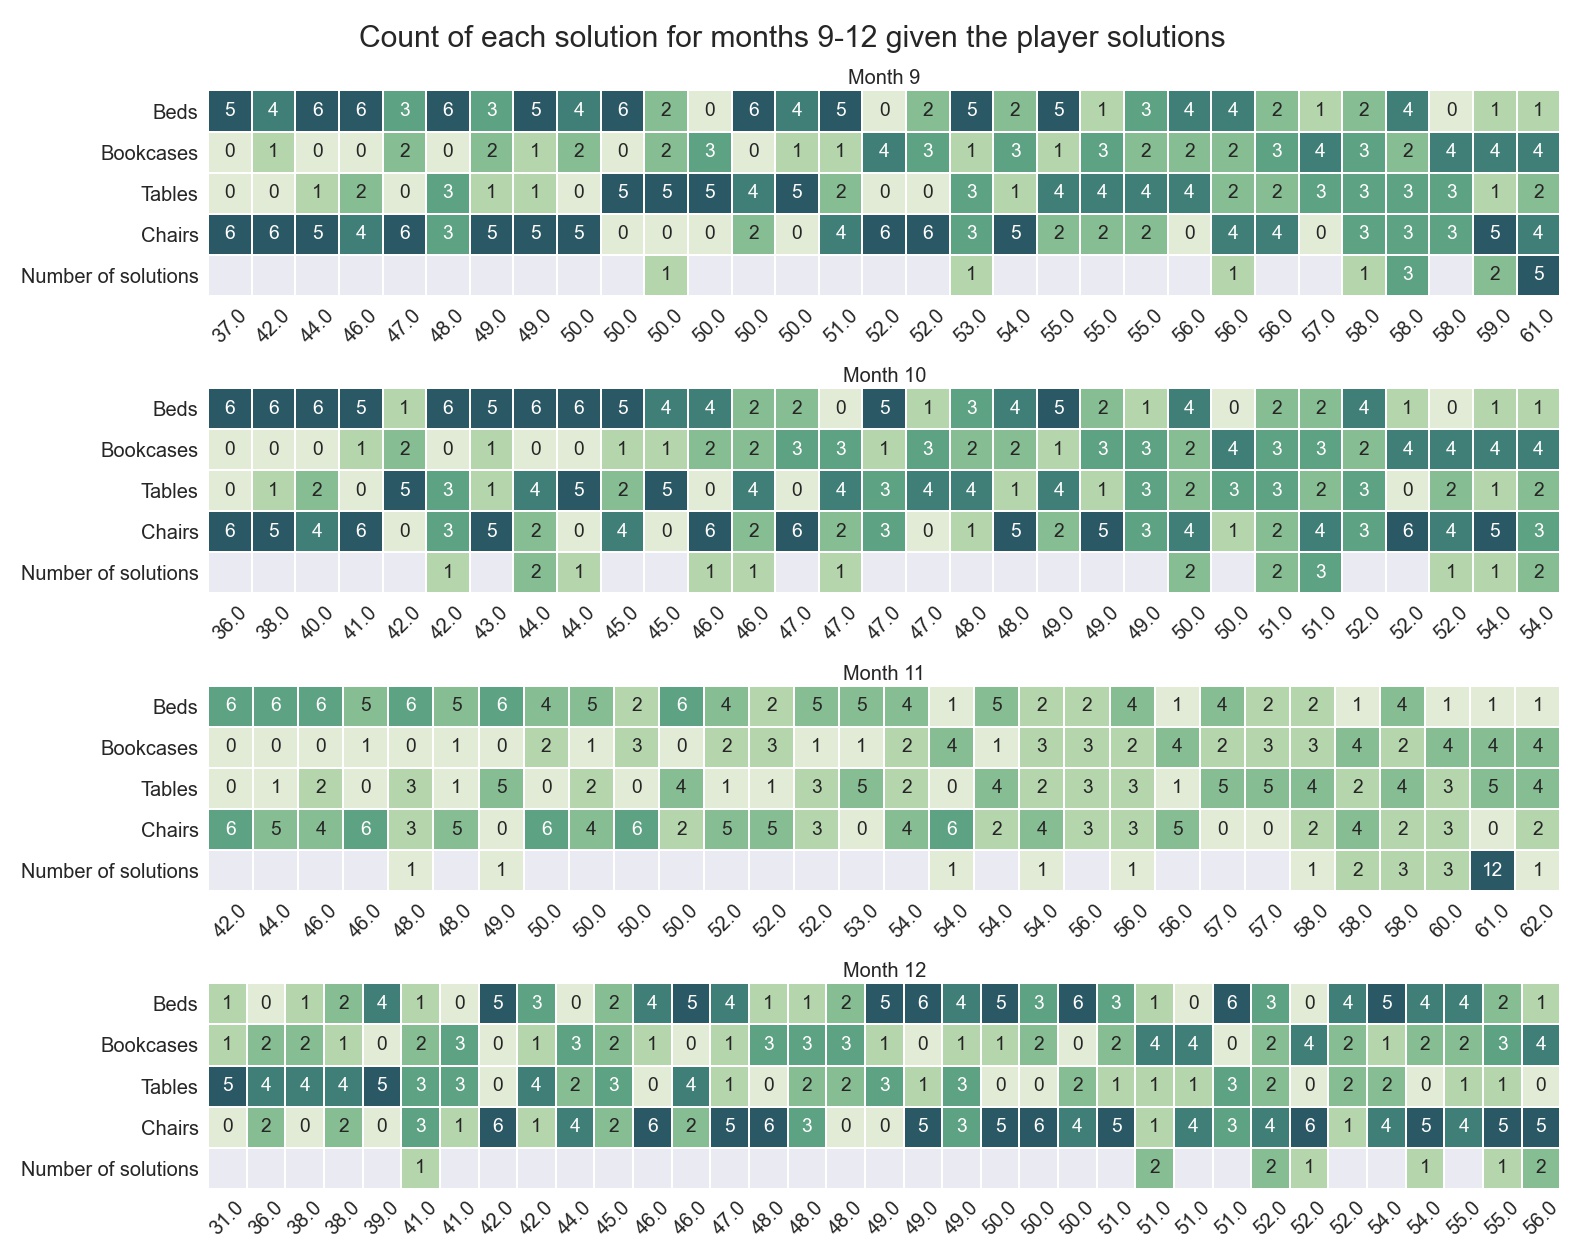 Count of each solution for months 9-12 given the player solutions
Month 9
Beds 5 4 6 6 3 6 3 5 4 6 2 0 6 4 5 0 2 5 2 5 1 3 4 4 2 1 2 4 0 1 1
Bookcases 0 1 0 0 2 0 2 1 2 0 2 3 0 1 1 4 3 1 3 1 3 2 2 2 3 4 3 2 4 4 4
Tables 0 0 1 2 0 3 1 1 0 5 5 5 4 5 2 0 0 3 1 4 4 4 4 2 2 3 3 3 3 1 2
Chairs 6 6 5 4 6 3 5 5 5 0 0 0 2 0 4 6 6 3 5 2 2 2 0 4 4 0 3 3 3 5 4
Number of solutions 1 1 1 1 3 2 5
37.0 42.0 44.0 46.0 47.0 48.0 49.0 49.0 50.0 50.0 50.0 50.0 50.0 50.0 51.0 52.0 52.0 53.0 54.0 55.0 55.0 55.0 56.0 56.0 56.0 57.0 58.0 58.0 58.0 59.0 61.0
Month 10
Beds 6 6 6 5 1 6 5 6 6 5 4 4 2 2 0 5 1 3 4 5 2 1 4 0 2 2 4 1 0 1 1
Bookcases 0 0 0 1 2 0 1 0 0 1 1 2 2 3 3 1 3 2 2 1 3 3 2 4 3 3 2 4 4 4 4
Tables 0 1 2 0 5 3 1 4 5 2 5 0 4 0 4 3 4 4 1 4 1 3 2 3 3 2 3 0 2 1 2
Chairs 6 5 4 6 0 3 5 2 0 4 0 6 2 6 2 3 0 1 5 2 5 3 4 1 2 4 3 6 4 5 3
Number of solutions 1 2 1 1 1 1 2 2 3 1 1 2
36.0 38.0 40.0 41.0 42.0 42.0 43.0 44.0 44.0 45.0 45.0 46.0 46.0 47.0 47.0 47.0 47.0 48.0 48.0 49.0 49.0 49.0 50.0 50.0 51.0 51.0 52.0 52.0 52.0 54.0 54.0
Month 11
Beds 6 6 6 5 6 5 6 4 5 2 6 4 2 5 5 4 1 5 2 2 4 1 4 2 2 1 4 1 1 1
Bookcases 0 0 0 1 0 1 0 2 1 3 0 2 3 1 1 2 4 1 3 3 2 4 2 3 3 4 2 4 4 4
Tables 0 1 2 0 3 1 5 0 2 0 4 1 1 3 5 2 0 4 2 3 3 1 5 5 4 2 4 3 5 4
Chairs 6 5 4 6 3 5 0 6 4 6 2 5 5 3 0 4 6 2 4 3 3 5 0 0 2 4 2 3 0 2
Number of solutions 1 1 1 1 1 1 2 3 3 12 1
42.0 44.0 46.0 46.0 48.0 48.0 49.0 50.0 50.0 50.0 50.0 52.0 52.0 52.0 53.0 54.0 54.0 54.0 54.0 56.0 56.0 56.0 57.0 57.0 58.0 58.0 58.0 60.0 61.0 62.0
Month 12
Beds 1 0 1 2 4 1 0 5 3 0 2 4 5 4 1 1 2 5 6 4 5 3 6 3 1 0 6 3 0 4 5 4 4 2 1
Bookcases 1 2 2 1 0 2 3 0 1 3 2 1 0 1 3 3 3 1 0 1 1 2 0 2 4 4 0 2 4 2 1 2 2 3 4
Tables 5 4 4 4 5 3 3 0 4 2 3 0 4 1 0 2 2 3 1 3 0 0 2 1 1 1 3 2 0 2 2 0 1 1 0
Chairs 0 2 0 2 0 3 1 6 1 4 2 6 2 5 6 3 0 0 5 3 5 6 4 5 1 4 3 4 6 1 4 5 4 5 5
Number of solutions 1 2 2 1 1 1 2
31.0 36.0 38.0 38.0 39.0 41.0 41.0 42.0 42.0 44.0 45.0 46.0 46.0 47.0 48.0 48.0 49.0 49.0 49.0 50.0 50.0 50.0 51.0 51.0 51.0 51.0 52.0 52.0 52.0 54.0 54.0 55.0 55.0 56.0